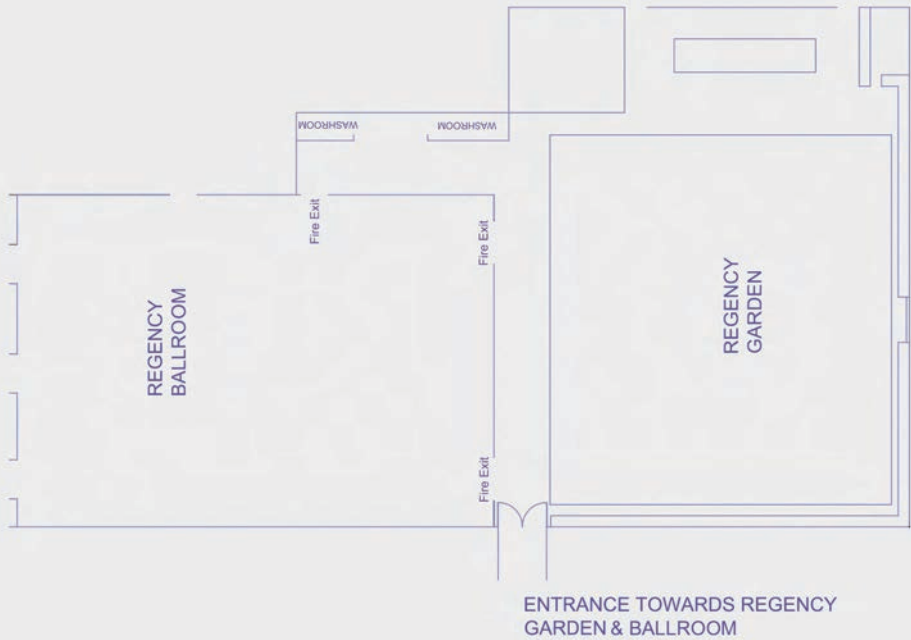 WASHROOM
WASHROOM
Fire Exit
Fire Exit
REGENCY
BALLROOM
REGENCY
GARDEN
Fire Exit
ENTRANCE TOWARDS REGENCY
GARDEN & BALLROOM